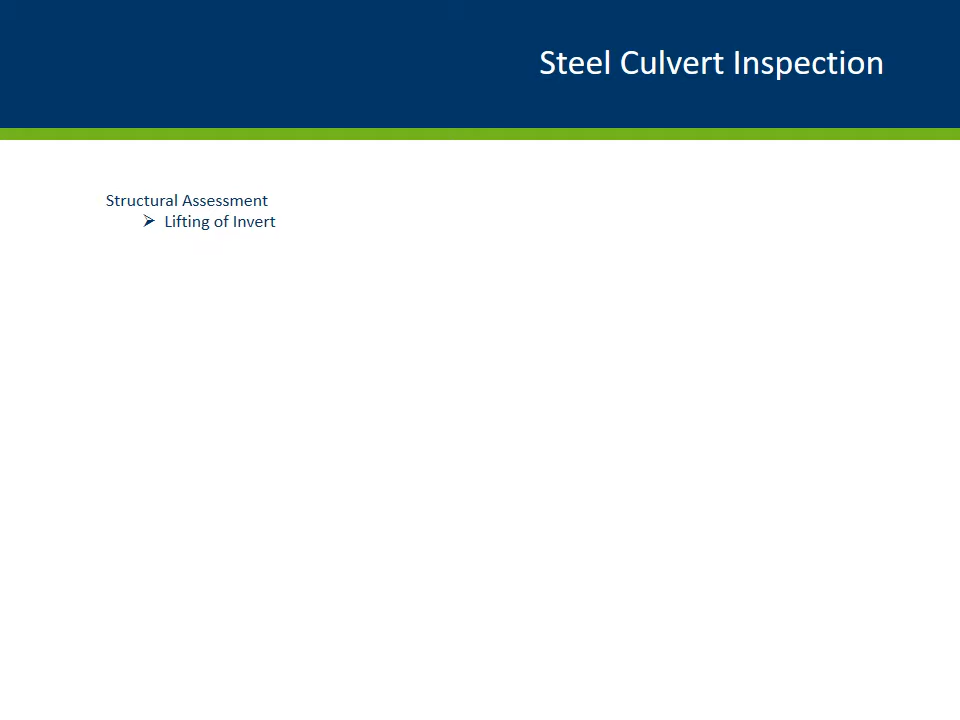 Steel Culvert Inspection
Structural Assessment
➢ Lifting of Invert